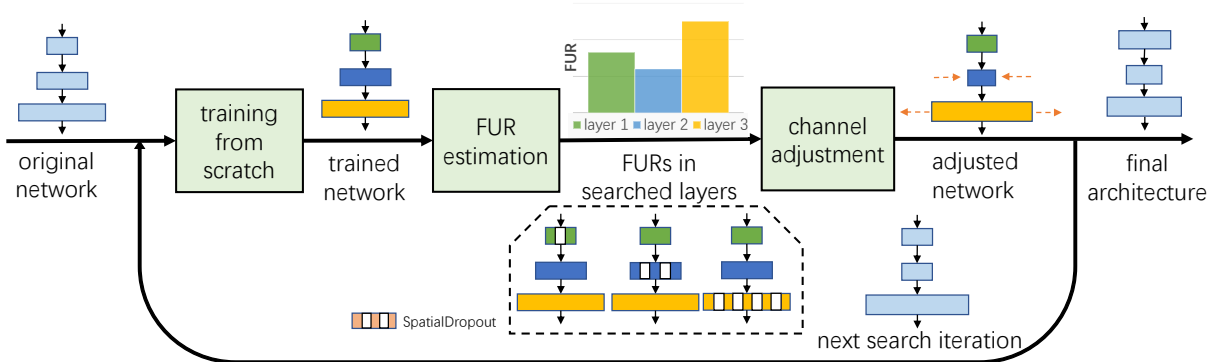 FUR
layer 1 layer 2 layer 3
original
network
training
from
scratch
trained
network
FUR
estimation
FURs in
searched layers
channel
adjustment
adjusted
network
final
architecture
SpatialDropout
next search iteration